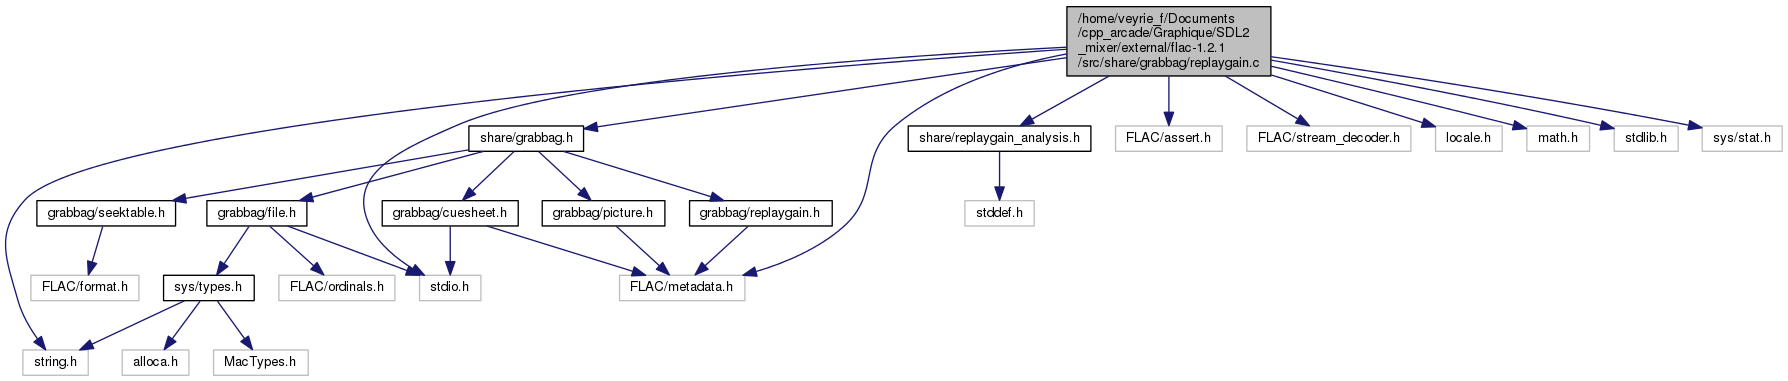 /home/veyrie_f/Documents
/cpp_arcade/Graphique/SDL2
_mixer/external/flac-1.2.1
/src/share/grabbag/replaygain.c
share/grabbag.h
share/replaygain_analysis.h
FLAC/assert.h
FLAC/stream_decoder.h
locale.h
math.h
stdlib.h
sys/stat.h
grabbag/seektable.h
grabbag/file.h
grabbag/cuesheet.h
grabbag/picture.h
grabbag/replaygain.h
stddef.h
FLAC/format.h
sys/types.h
FLAC/ordinals.h
stdio.h
FLAC/metadata.h
string.h
alloca.h
MacTypes.h